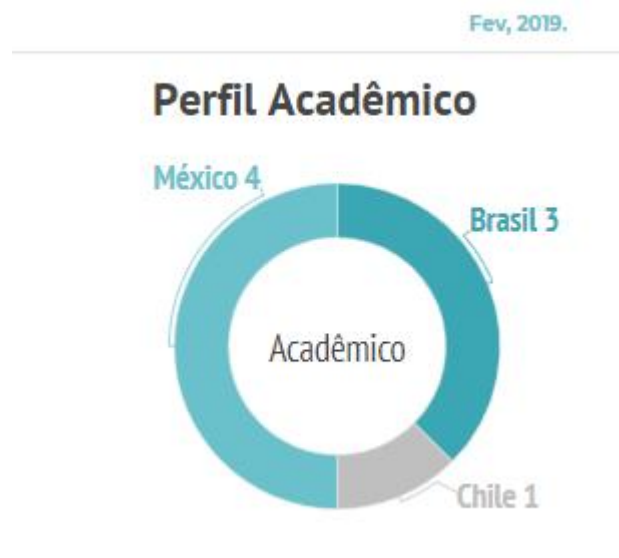 Fev, 2019.
Perfil Acadêmico
México 4
Brasil 3
Acadêmico
Chile 1